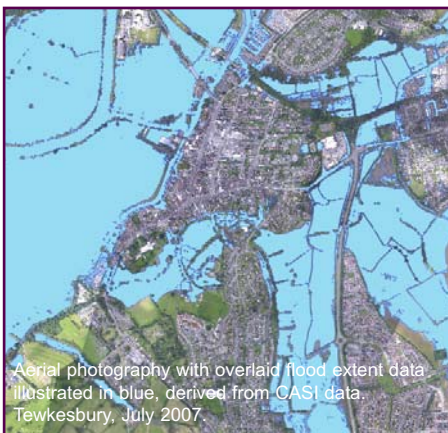 Aerial photography with overlaid flood extent data
illustrated in blue, derived from CASI data.
Tewkesbury, July 2007.